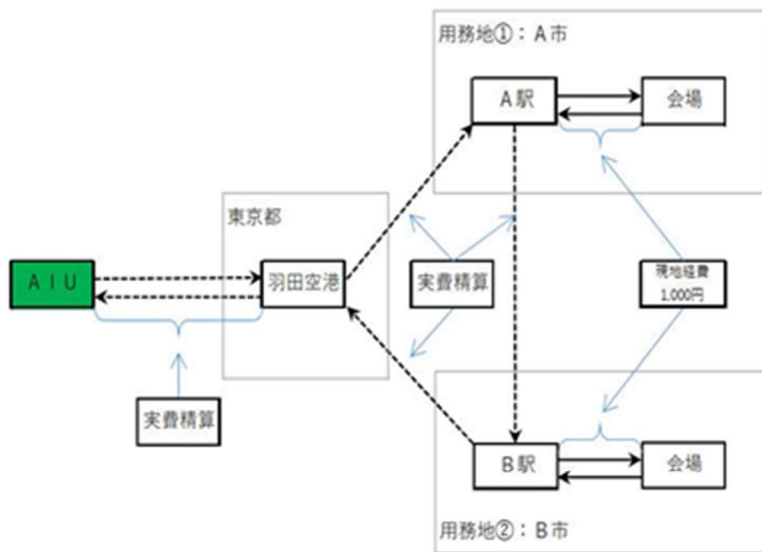 用務地①：A市
A駅
会場
東京都
AIU
羽田空港
実費精算
現地経費
1,000円
実費精算
B駅
会場
用務地②：B市